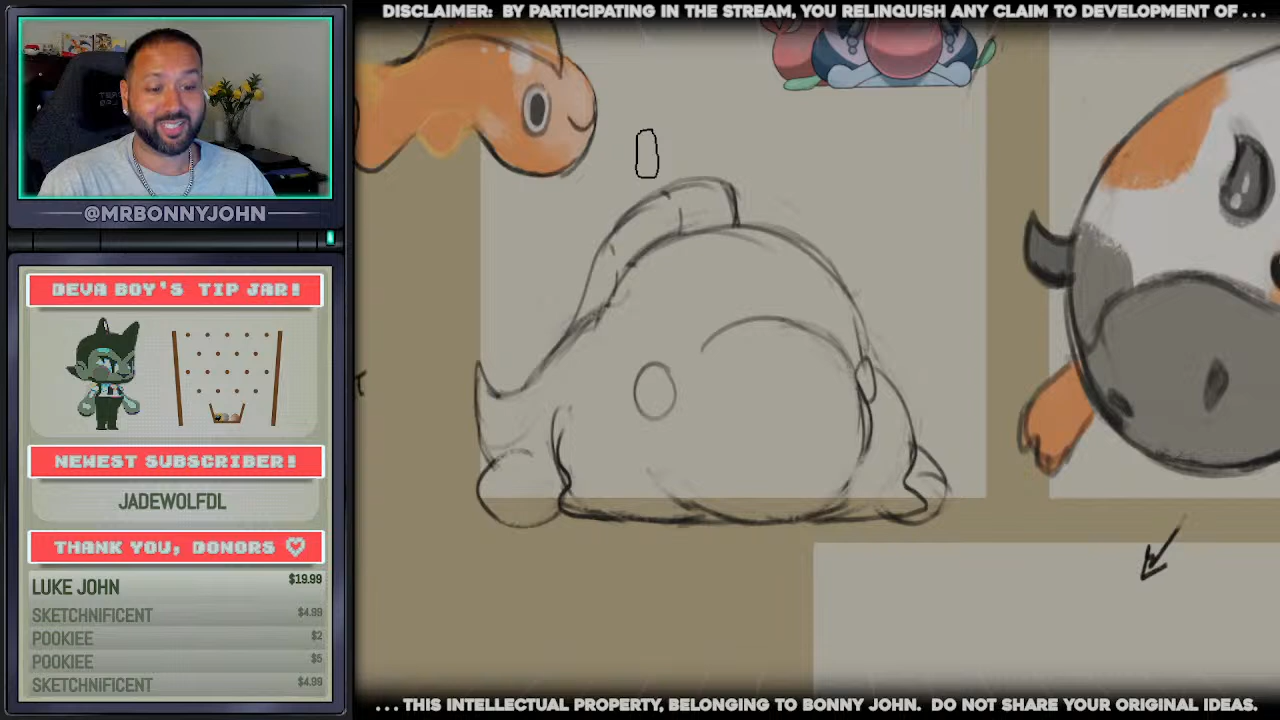 DISCLAIMER: BY PARTICIPATING IN THE STREAM, YOU RELINQUISH ANY CLAIM TO DEVELOPMENT OF . . .
@MRBONNYJOHN
DEVA BOY'S TIP JAR!
NEWEST SUBSCRIBER!
JADEWOLFDL
THANK YOU, DONORS ♡
LUKE JOHN $19.99
SKETCHNIFICENT $4.99
POOKIEE $2
POOKIEE $5
SKETCHNIFICENT $4.99
. . . THIS INTELLECTUAL PROPERTY, BELONGING TO BONNY JOHN. DO NOT SHARE YOUR ORIGINAL IDEAS.